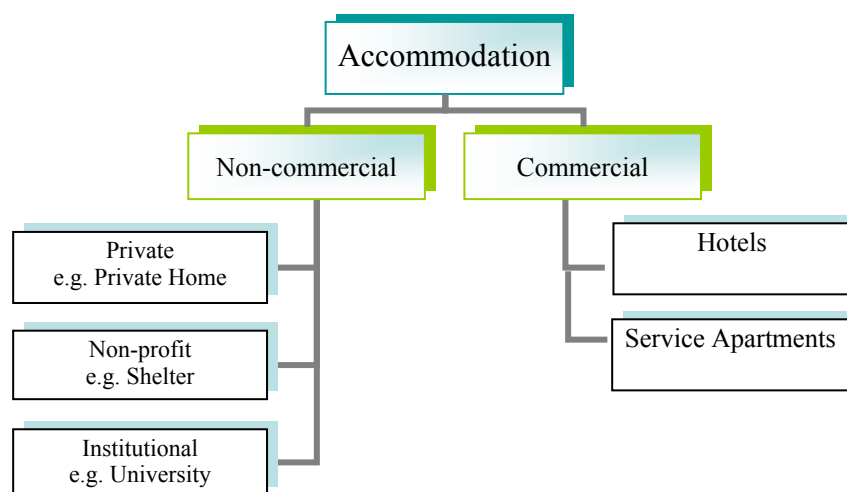 Accommodation
Non-commercial
Commercial
Private
e.g. Private Home
Non-profit
e.g. Shelter
Institutional
e.g. University
Hotels
Service Apartments